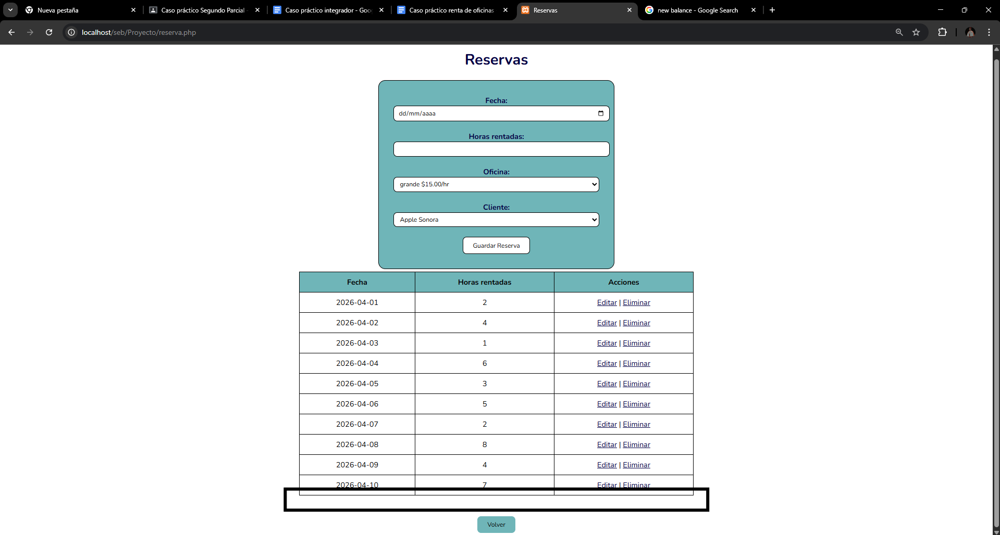 Nueva pestaña
Caso práctico Segundo Parcial -
Caso práctico integrador - Goo
Caso práctico renta de oficinas
Reservas
new balance - Google Search
localhost/seb/Proyecto/reserva.php
Reservas
Fecha:
dd/mm/aaaa
Horas rentadas:
Oficina:
grande $15.00/hr
Cliente:
Apple Sonora
Guardar Reserva
Fecha Horas rentadas Acciones
2026-04-01 2 Editar | Eliminar
2026-04-02 4 Editar | Eliminar
2026-04-03 1 Editar | Eliminar
2026-04-04 6 Editar | Eliminar
2026-04-05 3 Editar | Eliminar
2026-04-06 5 Editar | Eliminar
2026-04-07 2 Editar | Eliminar
2026-04-08 8 Editar | Eliminar
2026-04-09 4 Editar | Eliminar
2026-04-10 7 Editar | Eliminar
Volver